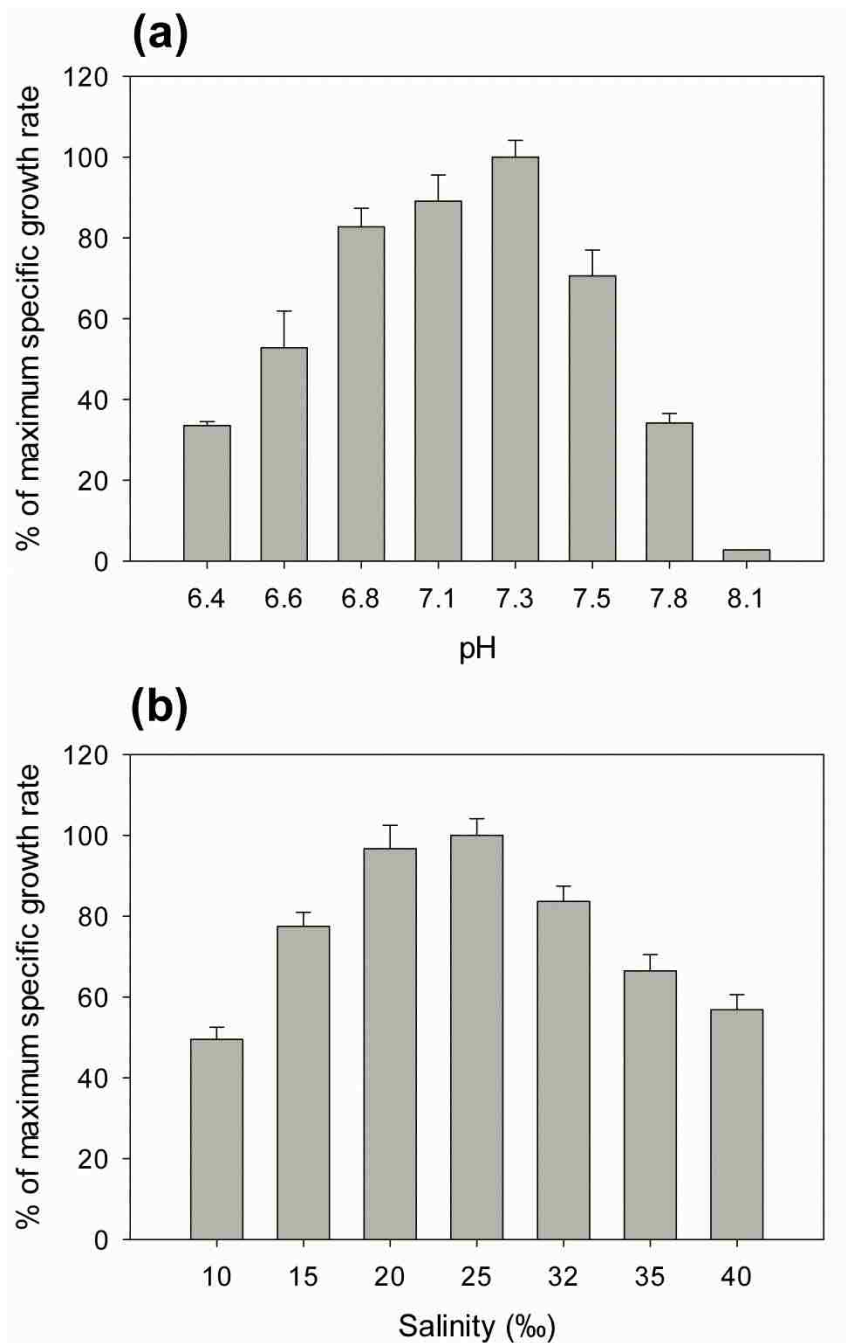 (a)
% of maximum specific growth rate
120
100
80
60
40
20
0
6.4 6.6 6.8 7.1 7.3 7.5 7.8 8.1
pH
(b)
% of maximum specific growth rate
120
100
80
60
40
20
0
10 15 20 25 32 35 40
Salinity (‰)